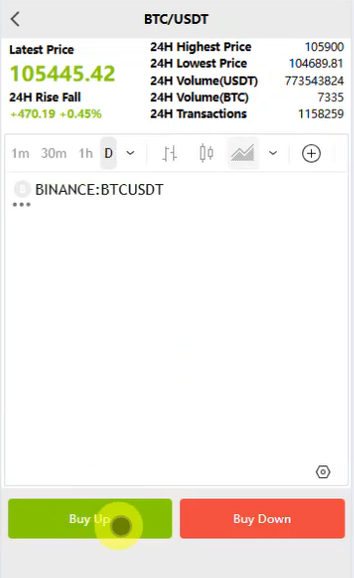 BTC/USDT
Latest Price
105445.42
24H Rise Fall
+470.19 +0.45%
24H Highest Price 105900
24H Lowest Price 104689.81
24H Volume(USDT) 773543824
24H Volume(BTC) 7335
24H Transactions 1158259
1m 30m 1h D
BINANCE:BTCUSDT
Buy Up Buy Down